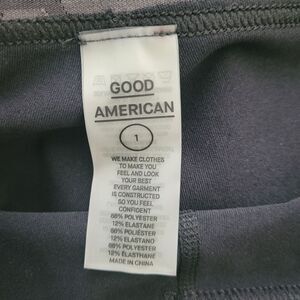 GOOD
AMERICAN
1
WE MAKE CLOTHES
TO MAKE YOU
FEEL AND LOOK
YOUR BEST
EVERY GARMENT
IS CONSTRUCTED
SO YOU FEEL
CONFIDENT
88% POLYESTER
12% ELASTANE
88% POLIÉSTER
12% ELASTANO
88% POLYESTER
12% ÉLASTHANE
MADE IN CHINA